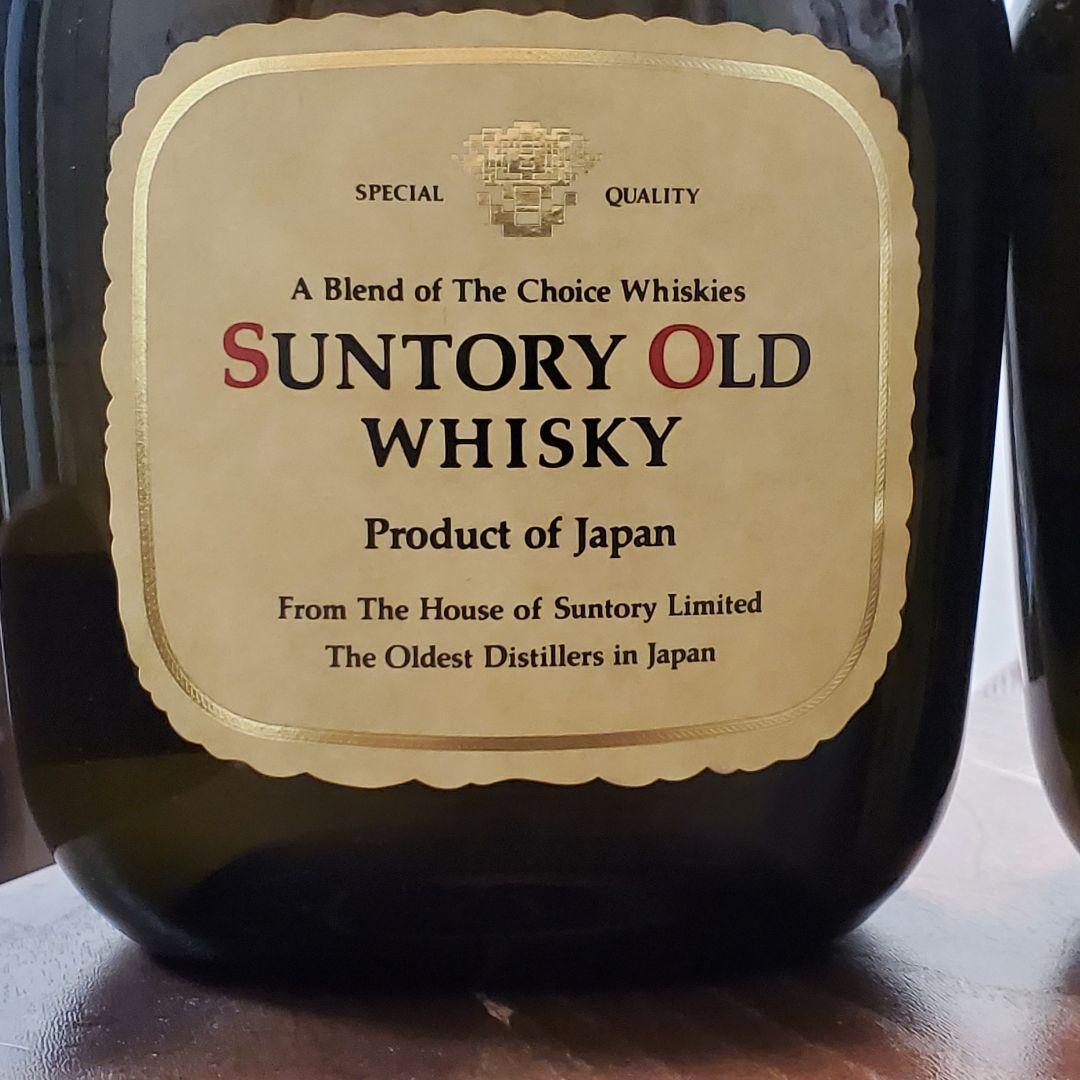 SPECIAL QUALITY
A Blend of The Choice Whiskies
SUNTORY OLD
WHISKY
Product of Japan
From The House of Suntory Limited
The Oldest Distillers in Japan